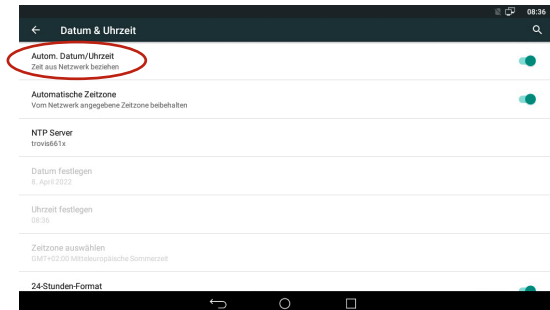 08:36
Datum & Uhrzeit
Autom. Datum/Uhrzeit
Zeit aus Netzwerk beziehen
Automatische Zeitzone
Vom Netzwerk angegebene Zeitzone beibehalten
NTP Server
trovis661x
Datum festlegen
8. April 2022
Uhrzeit festlegen
08:36
Zeitzone auswählen
GMT+02:00 Mitteleuropäische Sommerzeit
24-Stunden-Format